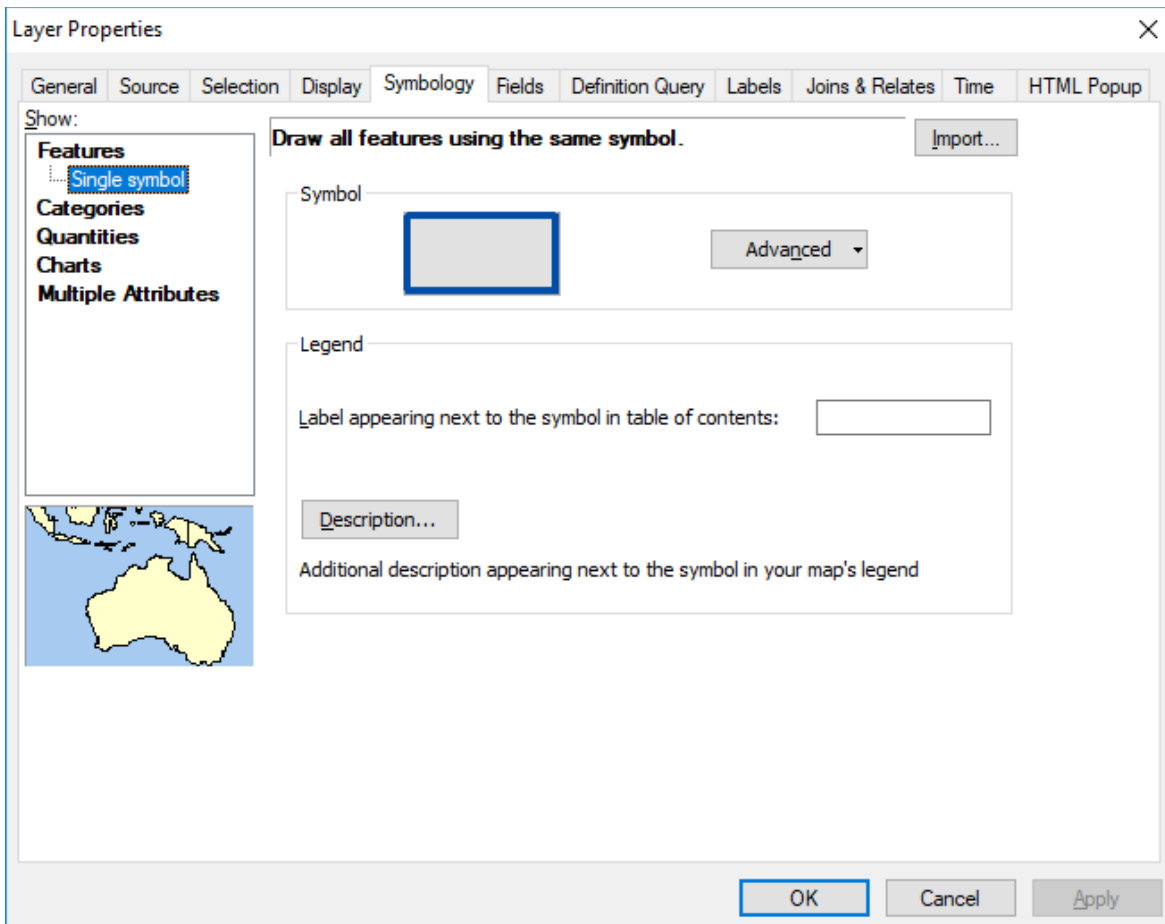 Layer Properties
General Source Selection Display Symbology Fields Definition Query Labels Joins & Relates Time HTML Popup
Show:
Features
Single symbol
Categories
Quantities
Charts
Multiple Attributes
Draw all features using the same symbol.
Import...
Symbol
Advanced
Legend
Label appearing next to the symbol in table of contents:
Description...
Additional description appearing next to the symbol in your map's legend
OK Cancel Apply